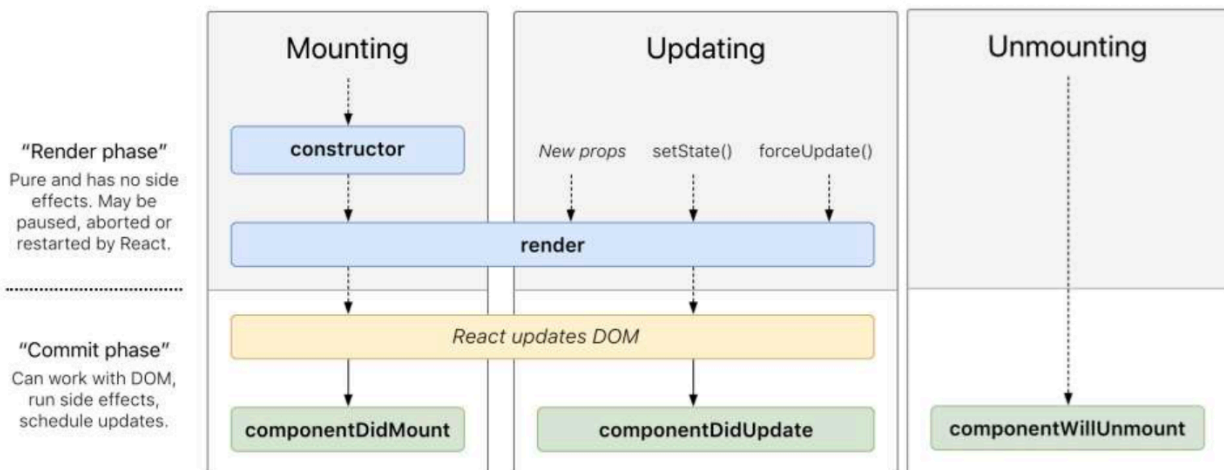 Mounting
Updating
Unmounting
“Render phase”
Pure and has no side
effects. May be
paused, aborted or
restarted by React.
constructor
New props
setState()
forceUpdate()
render
React updates DOM
“Commit phase”
Can work with DOM,
run side effects,
schedule updates.
componentDidMount
componentDidUpdate
componentWillUnmount